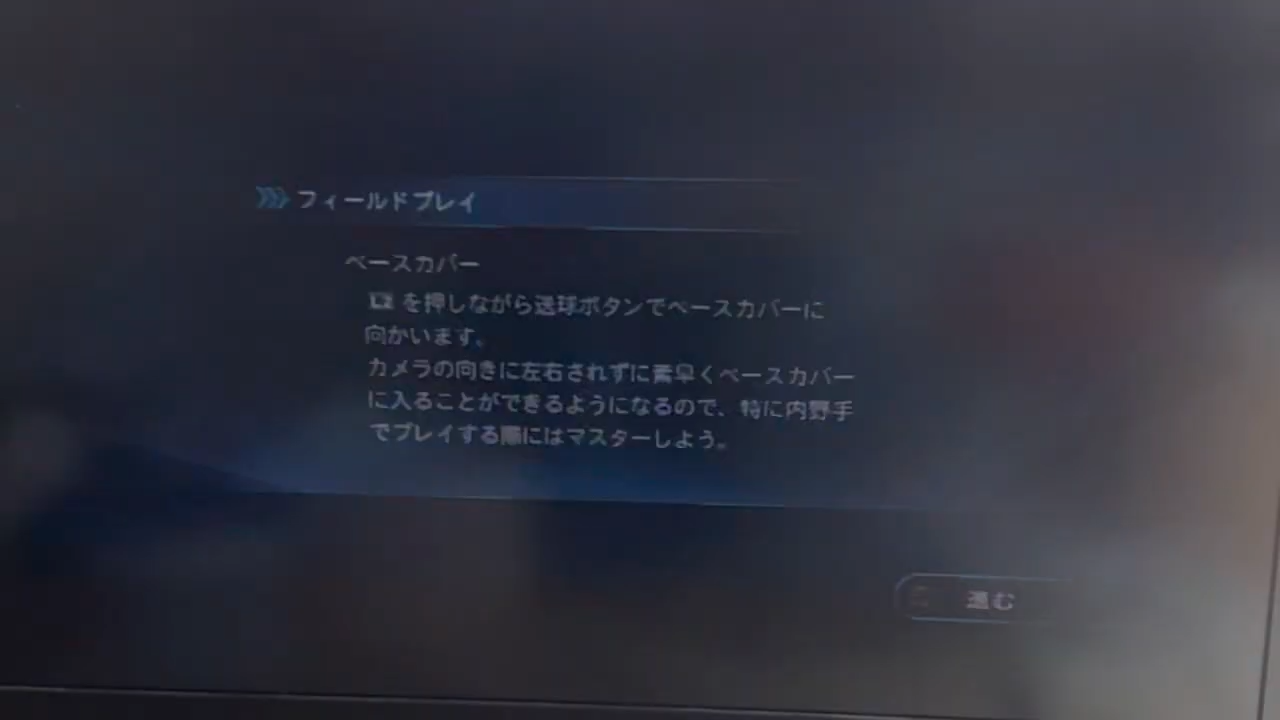 フィールドプレイ
ベースカバー
L2 を押しながら送球ボタンでベースカバーに
向かいます。
カメラの向きに左右されずに素早くベースカバー
に入ることができるようになるので、特に内野手
でプレイする際にはマスターしよう。
進む